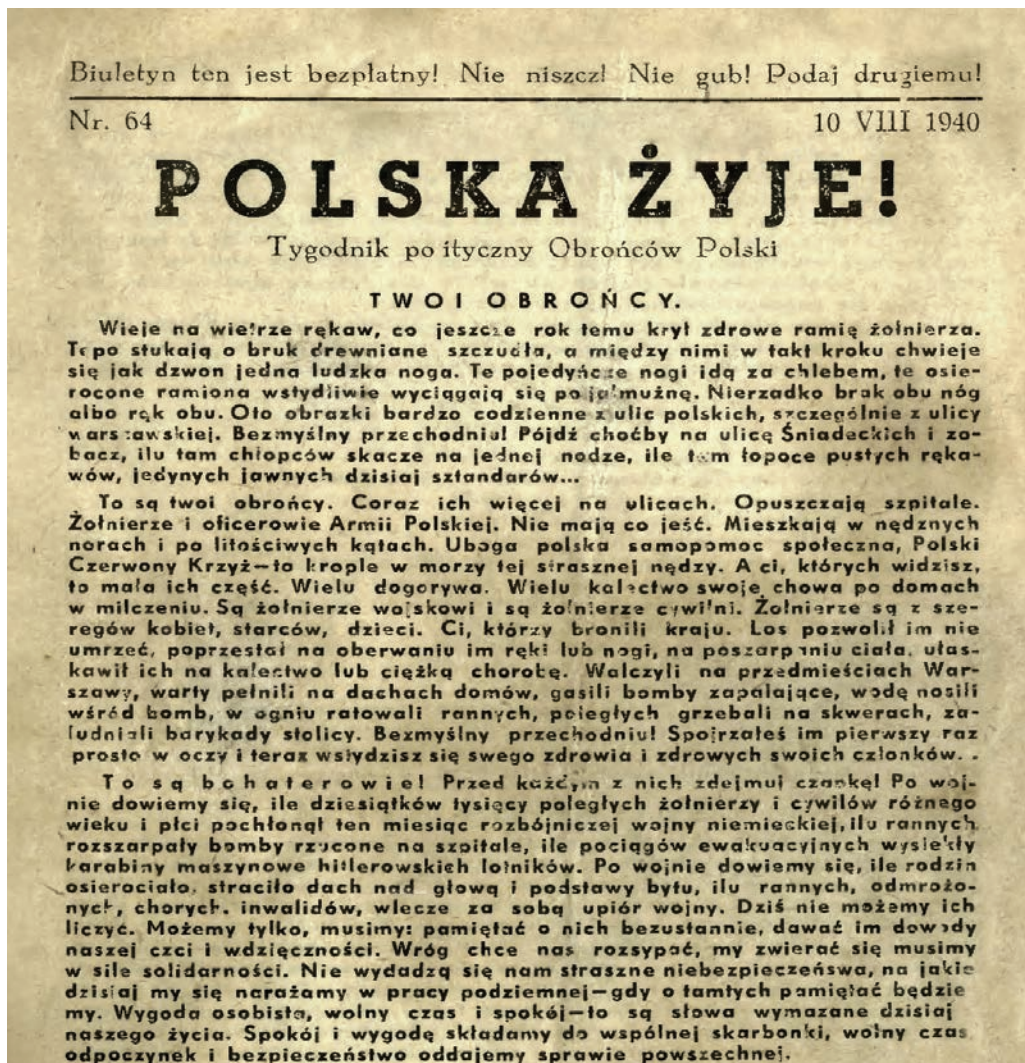 Biuletyn ten jest bezpłatny! Nie niszcz! Nie gub! Podaj drugiemu!
Nr. 64 10 VIII 1940
POLSKA ŻYJE!
Tygodnik po ityczny Obrońców Polski
TWOI OBROŃCY.
Wieje na wietrze rękaw, co jeszcze rok temu krył zdrowe ramię żołnierza.
Tępo stukają o bruk drewniane szczudła, a między nimi w takt kroku chwieje
się jak dzwon jedna ludzka noga. Te pojedyńcze nogi idą za chlebem, te osie-
rocone ramiona wstydliwie wyciągają się po jałmużnę. Nierzadko brak obu nóg
albo rąk obu. Oto obrazki bardzo codzienne z ulic polskich, szczególnie z ulicy
warszawskiej. Bezmyślny przechodniu! Pójdź choćby na ulicę Śniadeckich i zo-
bacz, ilu tam chłopców skacze na jednej nodze, ile tam łopoce pustych ręka-
wów, jedynych jawnych dzisiaj sztandarów...
To są twoi obrońcy. Coraz ich więcej na ulicach. Opuszczają szpitale.
Żołnierze i oficerowie Armii Polskiej. Nie mają co jeść. Mieszkają w nędznych
norach i po litościwych kątach. Uboga polska samopomoc społeczna, Polski
Czerwony Krzyż—to krople w morzy tej strasznej nędzy. A ci, których widzisz,
to mała ich część. Wielu dogorywa. Wielu kalectwo swoje chowa po domach
w milczeniu. Są żołnierze wojskowi i są żołnierze cywilni. Żołnierze są z sze-
regów kobiet, starców, dzieci. Ci, którzy bronili kraju. Los pozwolił im nie
umrzeć, poprzestał na oberwaniu im ręki lub nogi, na poszarpaniu ciała, ułas-
kawił ich na kalectwo lub ciężką chorobę. Walczyli na przedmieściach War-
szawy, warty pełnili na dachach domów, gasili bomby zapalające, wodę nosili
wśród bomb, w ogniu ratowali rannych, poległych grzebali na skwerach, za-
ludniali barykady stolicy. Bezmyślny przechodniu! Spojrzałeś im pierwszy raz
prosto w oczy i teraz wstydzisz się swego zdrowia i zdrowych swoich członków. .
To są bohaterowie! Przed każdym z nich zdejmuj czapkę! Po woj-
nie dowiemy się, ile dziesiątków tysięcy poległych żołnierzy i cywilów różnego
wieku i płci pochłonął ten miesiąc rozbójniczej wojny niemieckiej, ilu rannych
rozszarpały bomby rzucone na szpitale, ile pociągów ewakuacyjnych wysiekły
karabiny maszynowe hitlerowskich lotników. Po wojnie dowiemy się, ile rodzin
osierociało, straciło dach nad głową i podstawy bytu, ilu rannych, odmrożo-
nych, chorych, inwalidów, wlecze za sobą upiór wojny. Dziś nie możemy ich
liczyć. Możemy tylko, musimy: pamiętać o nich bezustannie, dawać im dowody
naszej czci i wdzięczności. Wróg chce nas rozsypać, my zwierać się musimy
w sile solidarności. Nie wydadzą się nam straszne niebezpieczeńswa, na jakie
dzisiaj my się narażamy w pracy podziemnej—gdy o tamtych pamiętać będzie
my. Wygoda osobista, wolny czas i spokój—to są słowa wymazane dzisiaj
naszego życia. Spokój i wygodę składamy do wspólnej skarbonki, wolny czas
odpoczynek i bezpieczeństwo oddajemy sprawie powszechnej.